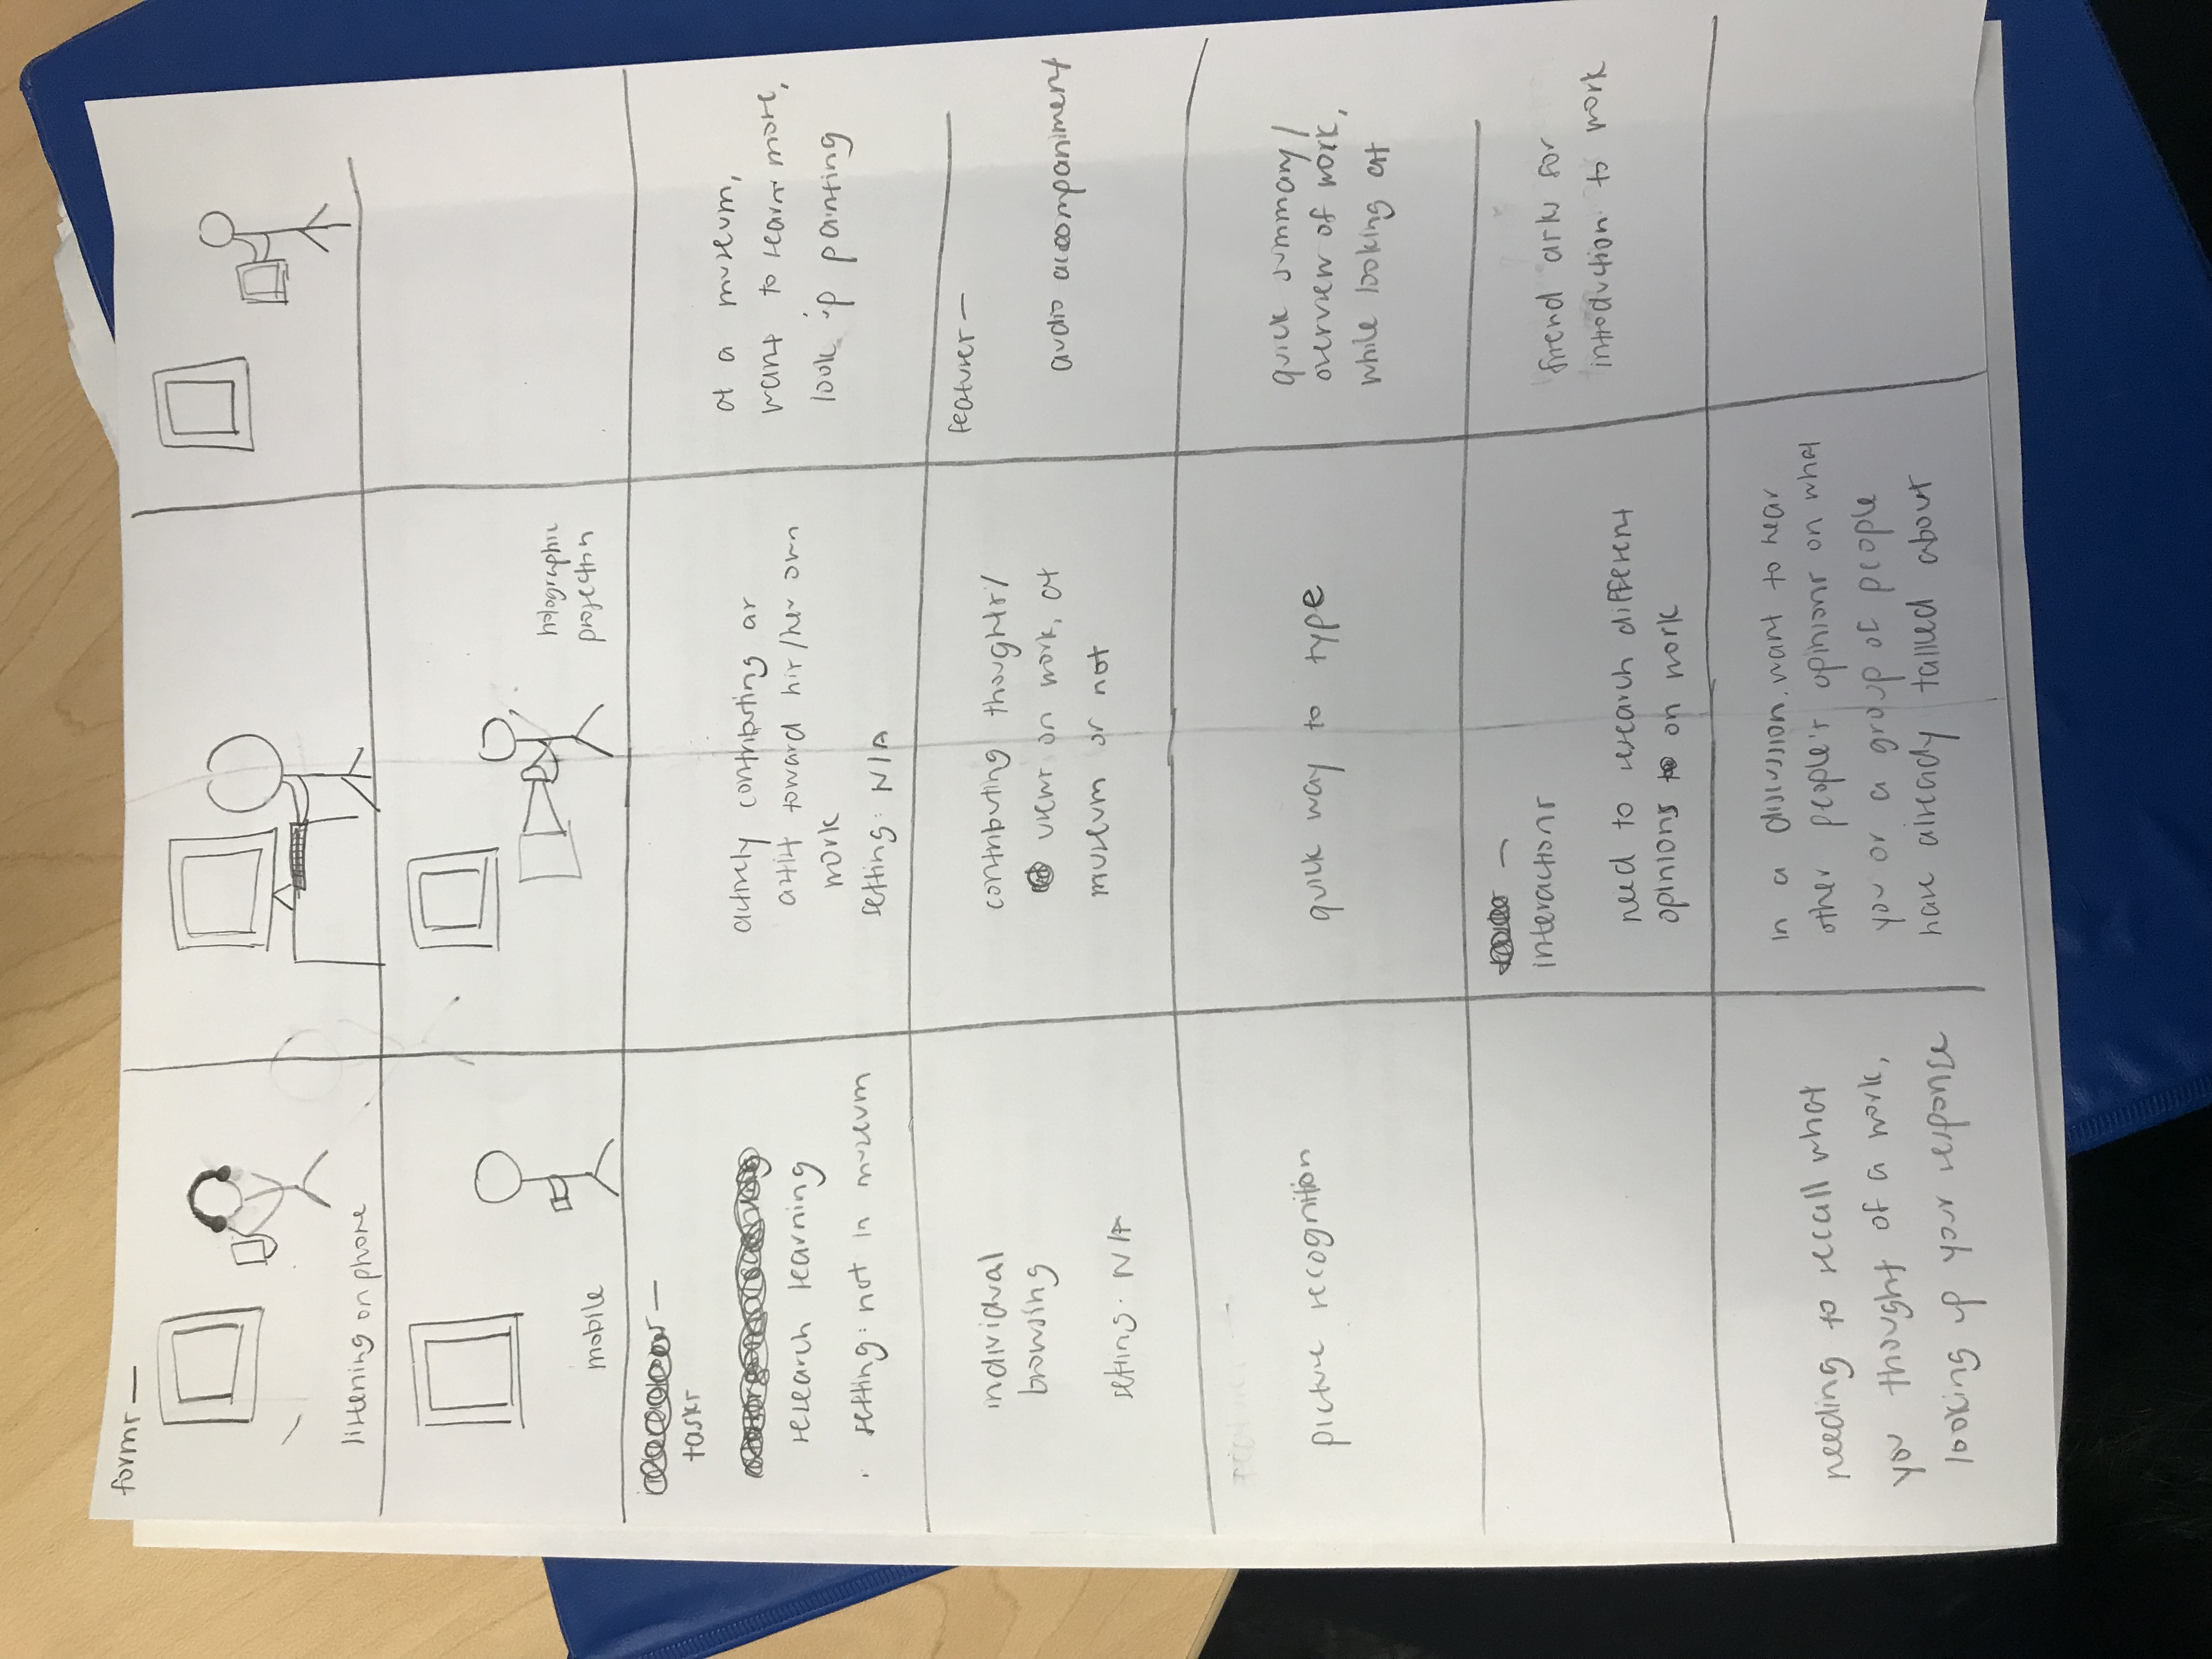 forms —
listening on phone
mobile
holographic
projection
tasks
research learning
setting: not in museum
actively contributing as
artist toward his/her own
work
setting: N/A
at a museum,
want to learn more,
look up painting
individual
browsing
setting: N/A
contributing thoughts/
views on work, at
museum or not
features —
audio accompaniment
features —
picture recognition
quick way to type
quick summary/
overview of work,
while looking at
interactions
need to research different
opinions on work
friend asks for
introduction to work
needing to recall what
you thought of a work,
looking up your response
in a discussion, want to hear
other people's opinions on what
you or a group of people
have already talked about